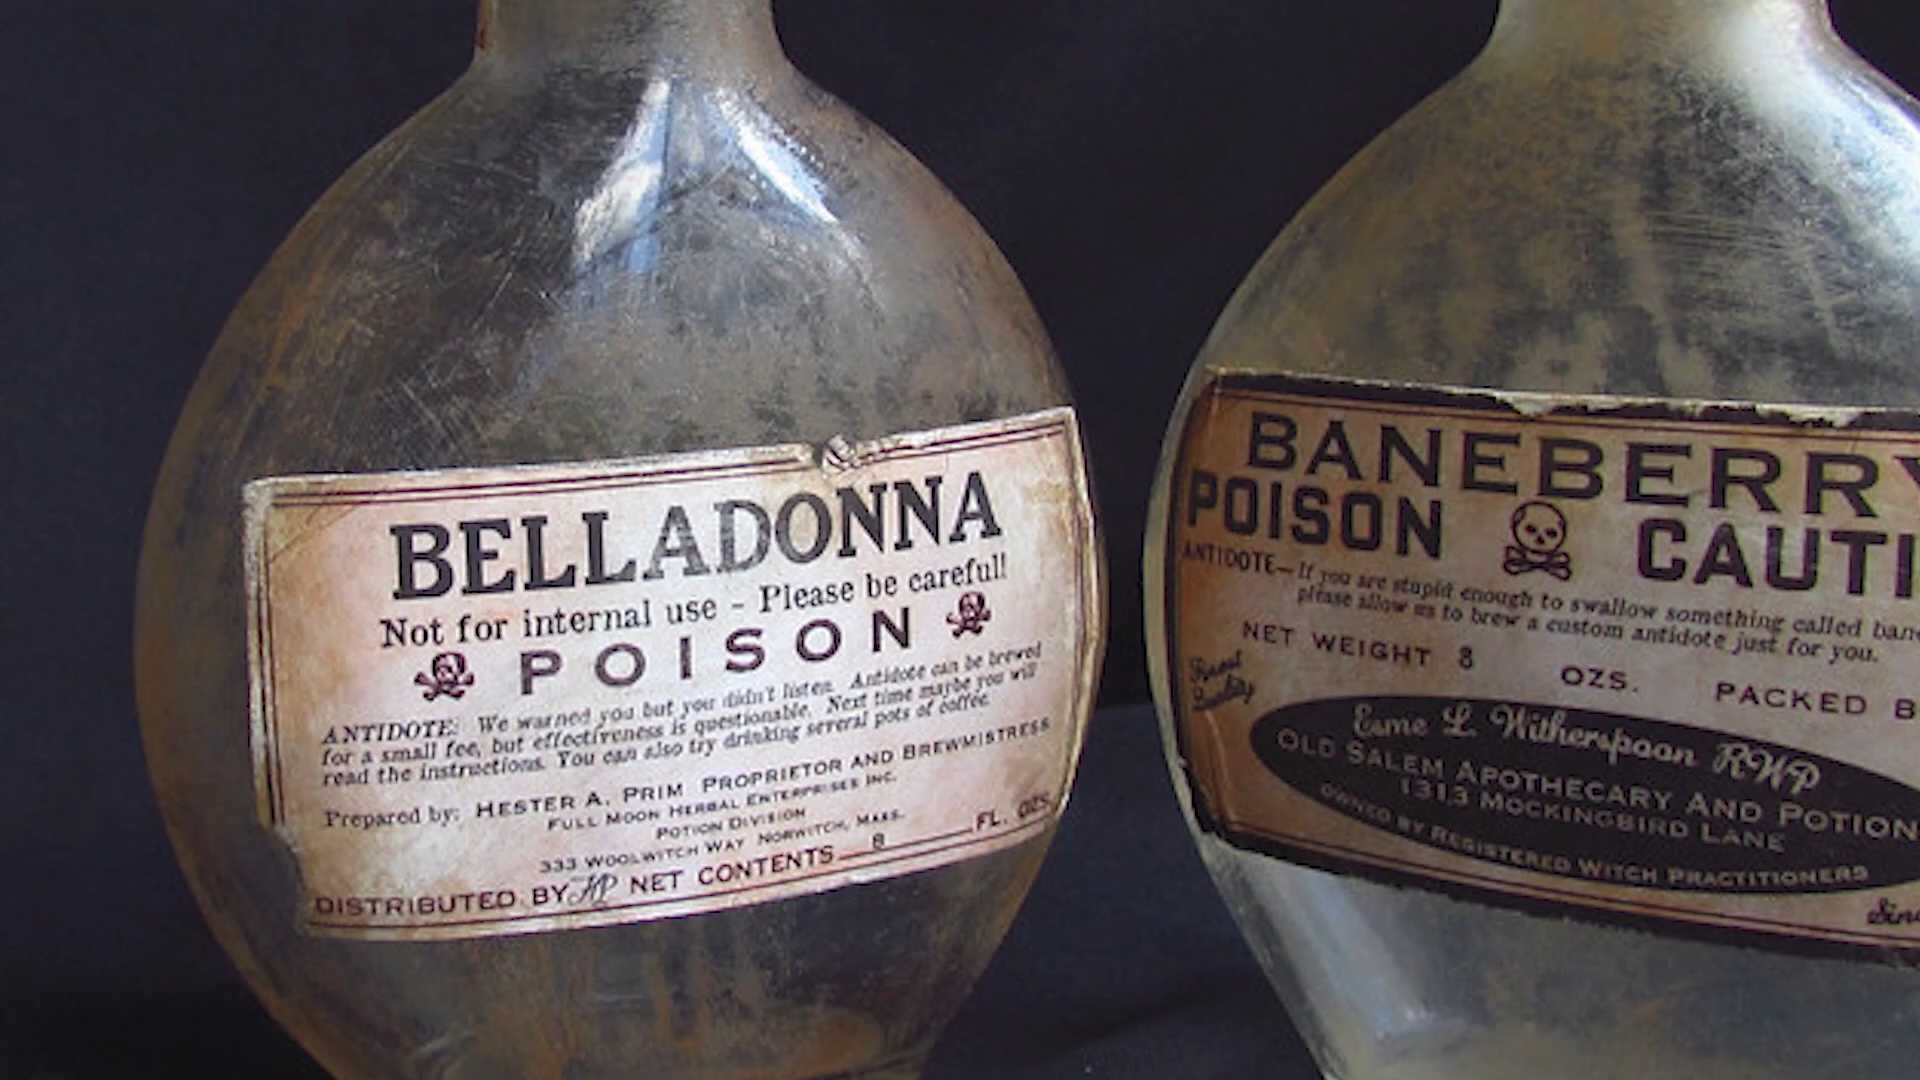 BELLADONNA
Not for internal use - Please be careful!
POISON
ANTIDOTE: We warned you but you didn't listen. Antidote can be brewed
for a small fee, but effectiveness is questionable. Next time maybe you will
read the instructions. You can also try drinking several pots of coffee.
Prepared by: HESTER A. PRIM PROPRIETOR AND BREWMISTRESS
FULL MOON HERBAL ENTERPRISES INC.
POTION DIVISION
333 WOOLWITCH WAY NORWITCH, MASS.
DISTRIBUTED BY HP NET CONTENTS 8 FL. OZS.
BANEBERRY
POISON CAUTI
ANTIDOTE-If you are stupid enough to swallow something called bane
please allow us to brew a custom antidote just for you.
NET WEIGHT 8 OZS. PACKED B
Finest
Quality
Esme L. Witherspoon RWP
OLD SALEM APOTHECARY AND POTION
1313 MOCKINGBIRD LANE
OWNED BY REGISTERED WITCH PRACTITIONERS
Sinc